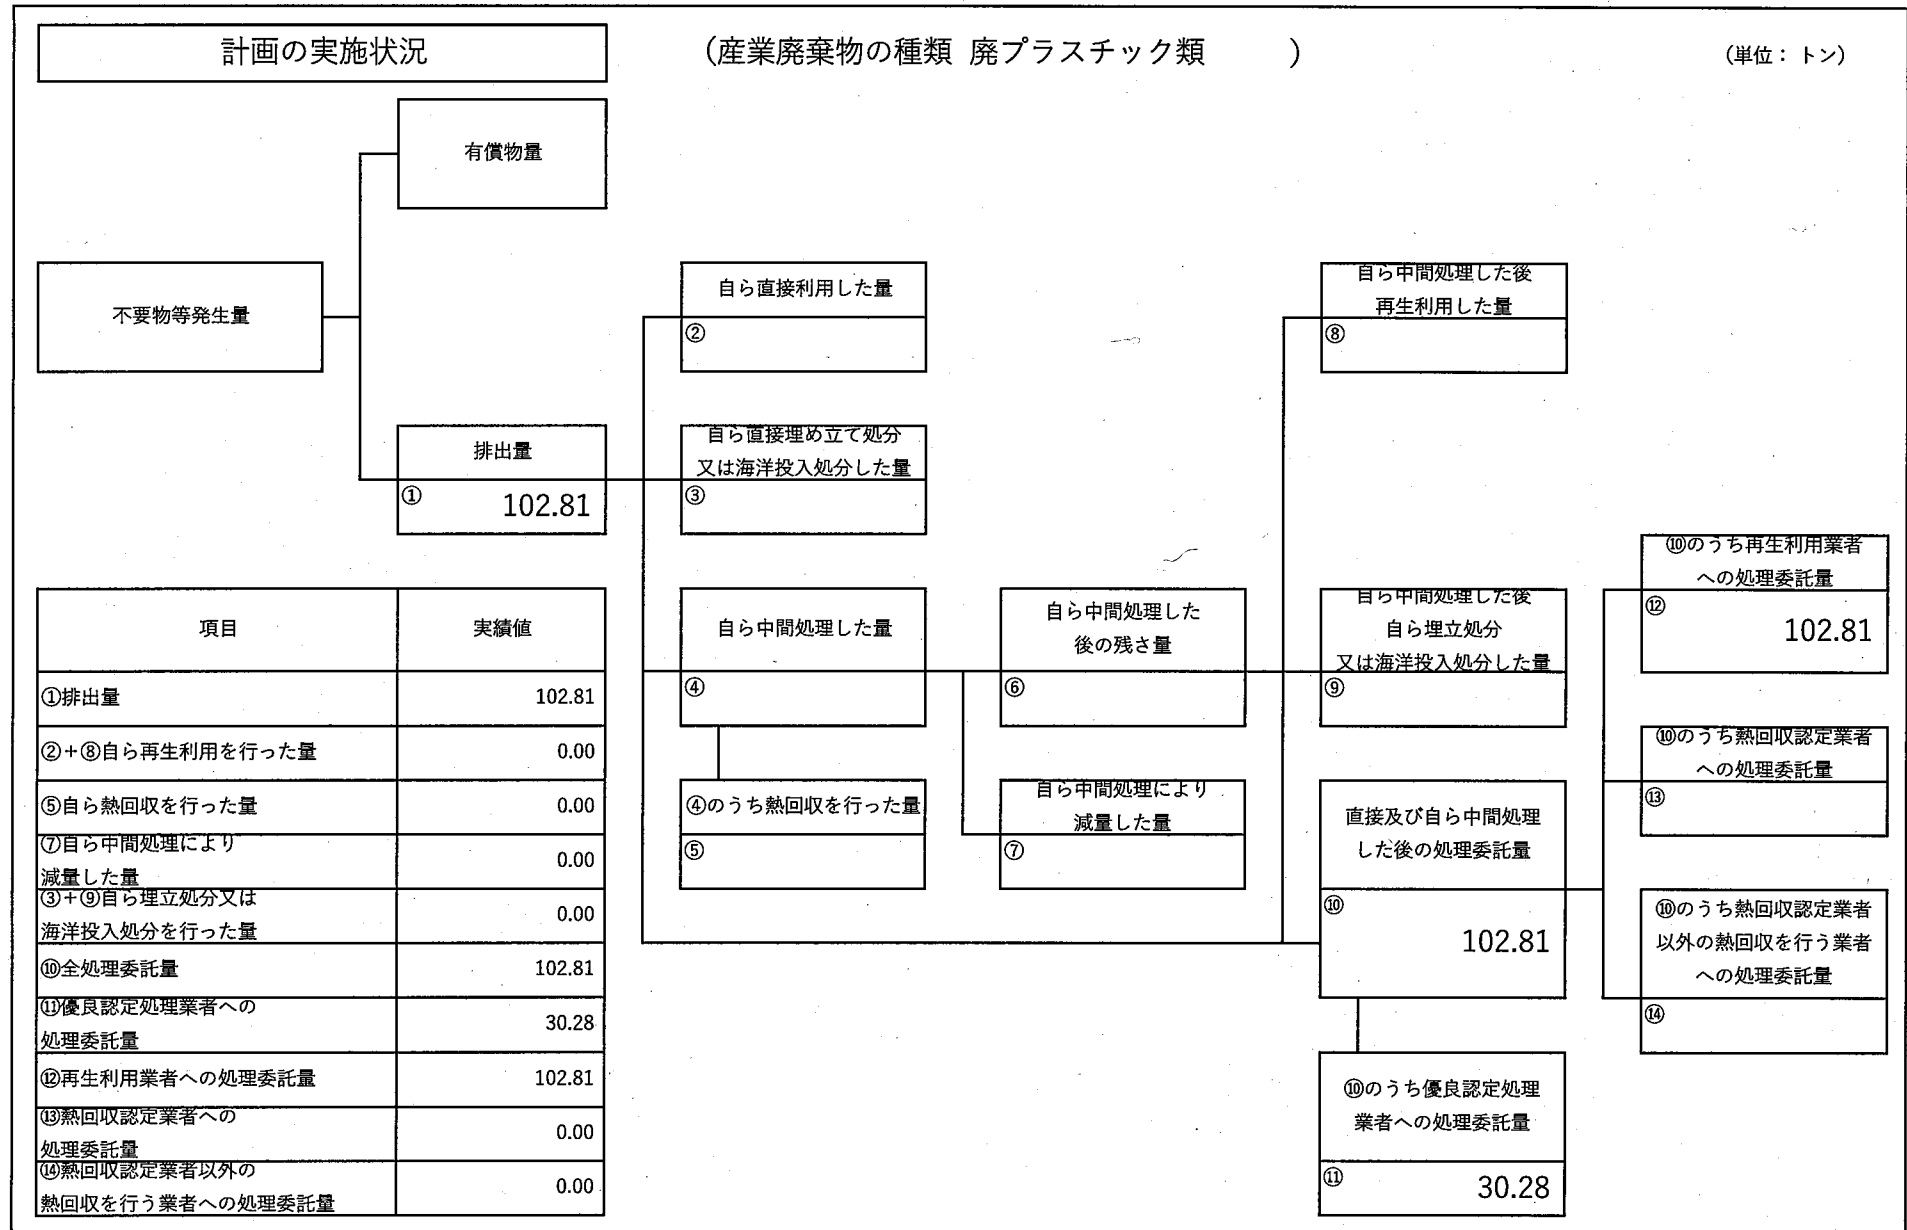 計画の実施状況
(産業廃棄物の種類 廃プラスチック類 )
(単位：トン)
有償物量
不要物等発生量
自ら直接利用した量
②
自ら中間処理した後
再生利用した量
⑧
排出量
① 102.81
自ら直接埋め立て処分
又は海洋投入処分した量
③
自ら中間処理した量
④
自ら中間処理した
後の残さ量
⑥
自ら中間処理した後
自ら埋立処分
又は海洋投入処分した量
⑨
⑩のうち再生利用業者
への処理委託量
⑫
102.81
④のうち熱回収を行った量
⑤
自ら中間処理により
減量した量
⑦
直接及び自ら中間処理
した後の処理委託量
⑩
102.81
⑩のうち熱回収認定業者
への処理委託量
⑬
⑩のうち熱回収認定業者
以外の熱回収を行う業者
への処理委託量
⑭
⑩のうち優良認定処理
業者への処理委託量
⑪ 30.28
項目 実績値
①排出量 102.81
②+⑧自ら再生利用を行った量 0.00
⑤自ら熱回収を行った量 0.00
⑦自ら中間処理により
減量した量 0.00
③+⑨自ら埋立処分又は
海洋投入処分を行った量 0.00
⑩全処理委託量 102.81
⑪優良認定処理業者への
処理委託量 30.28
⑫再生利用業者への処理委託量 102.81
⑬熱回収認定業者への
処理委託量 0.00
⑭熱回収認定業者以外の
熱回収を行う業者への処理委託量 0.00